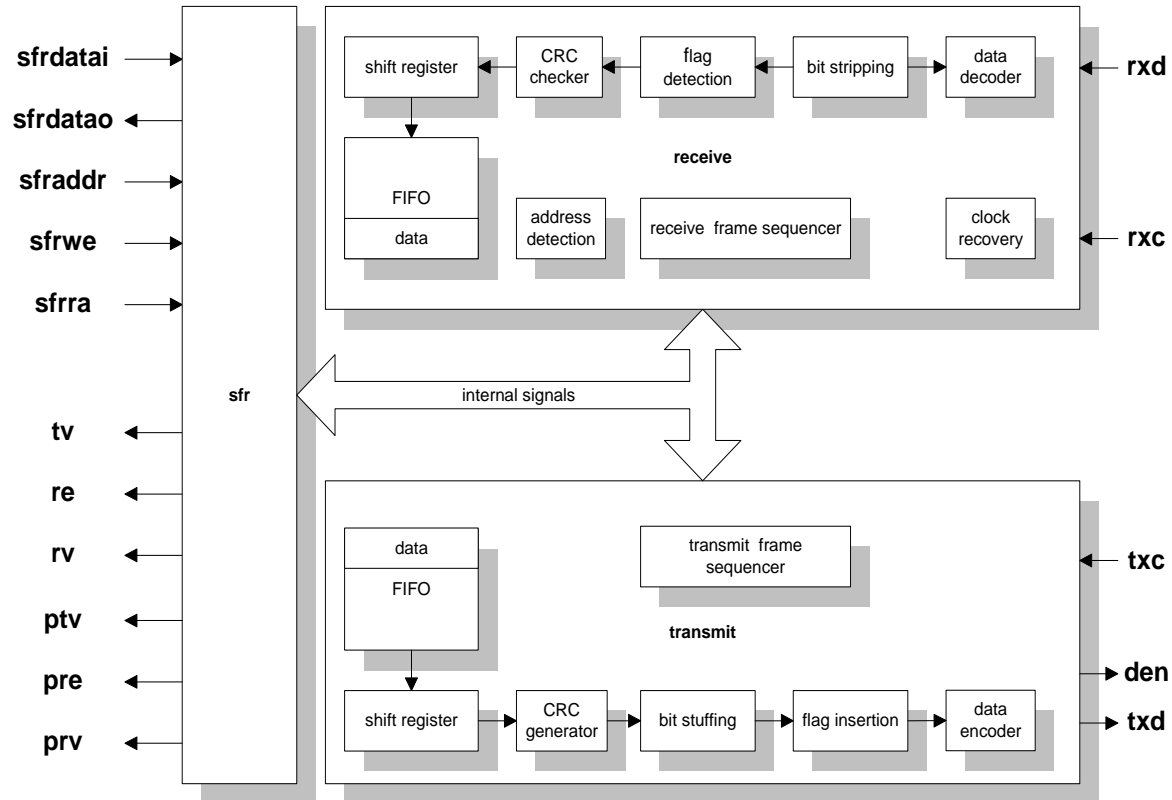 sfrdatai
sfrdatao
sfraddr
sfrwe
sfrra
tv
re
rv
ptv
pre
prv
sfr
shift register
CRC
checker
flag
detection
bit stripping
data
decoder
receive
FIFO
data
address
detection
receive frame sequencer
clock
recovery
rxd
rxc
internal signals
data
FIFO
transmit frame
sequencer
transmit
shift register
CRC
generator
bit stuffing
flag insertion
data
encoder
txc
den
txd